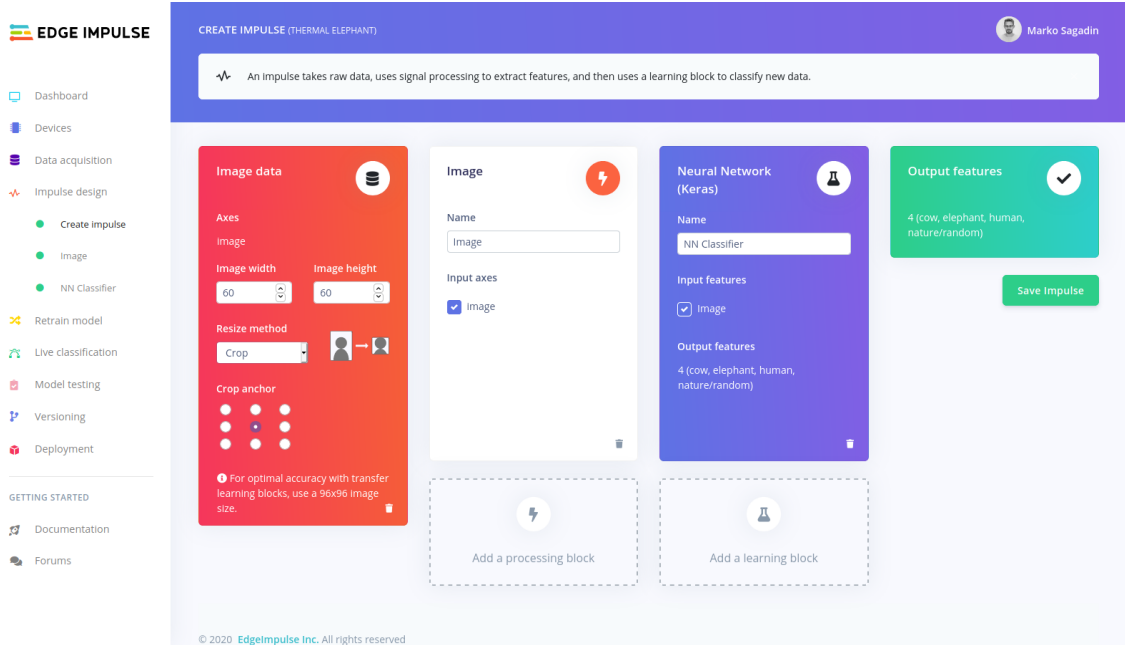 EDGE IMPULSE
Dashboard
Devices
Data acquisition
Impulse design
Create impulse
Image
NN Classifier
Retrain model
Live classification
Model testing
Versioning
Deployment
GETTING STARTED
Documentation
Forums
CREATE IMPULSE (THERMAL ELEPHANT)
Marko Sagadin
An impulse takes raw data, uses signal processing to extract features, and then uses a learning block to classify new data.
Image data
Axes
image
Image width
Image height
60
60
Resize method
Crop
Crop anchor
For optimal accuracy with transfer
learning blocks, use a 96x96 image
size.
Image
Name
Image
Input axes
image
Add a processing block
Neural Network
(Keras)
Name
NN Classifier
Input features
Image
Output features
4 (cow, elephant, human,
nature/random)
Add a learning block
Output features
4 (cow, elephant, human,
nature/random)
Save Impulse
© 2020 EdgeImpulse Inc. All rights reserved